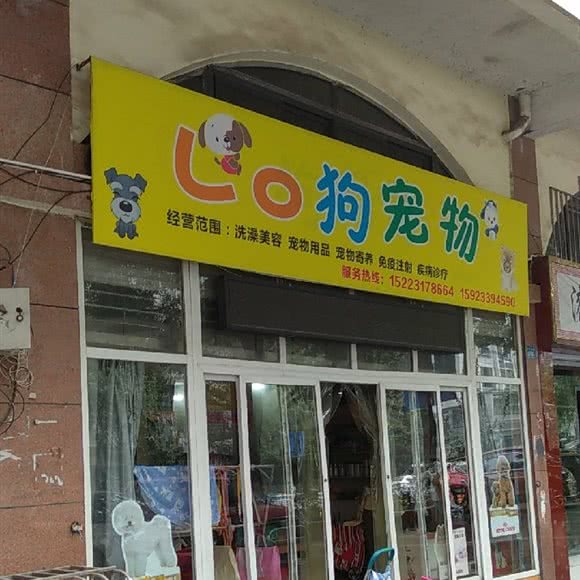 LO狗宠物
经营范围：洗澡美容 宠物用品 宠物寄养 免疫注射 疾病诊疗
服务热线：15223178664 15923394590